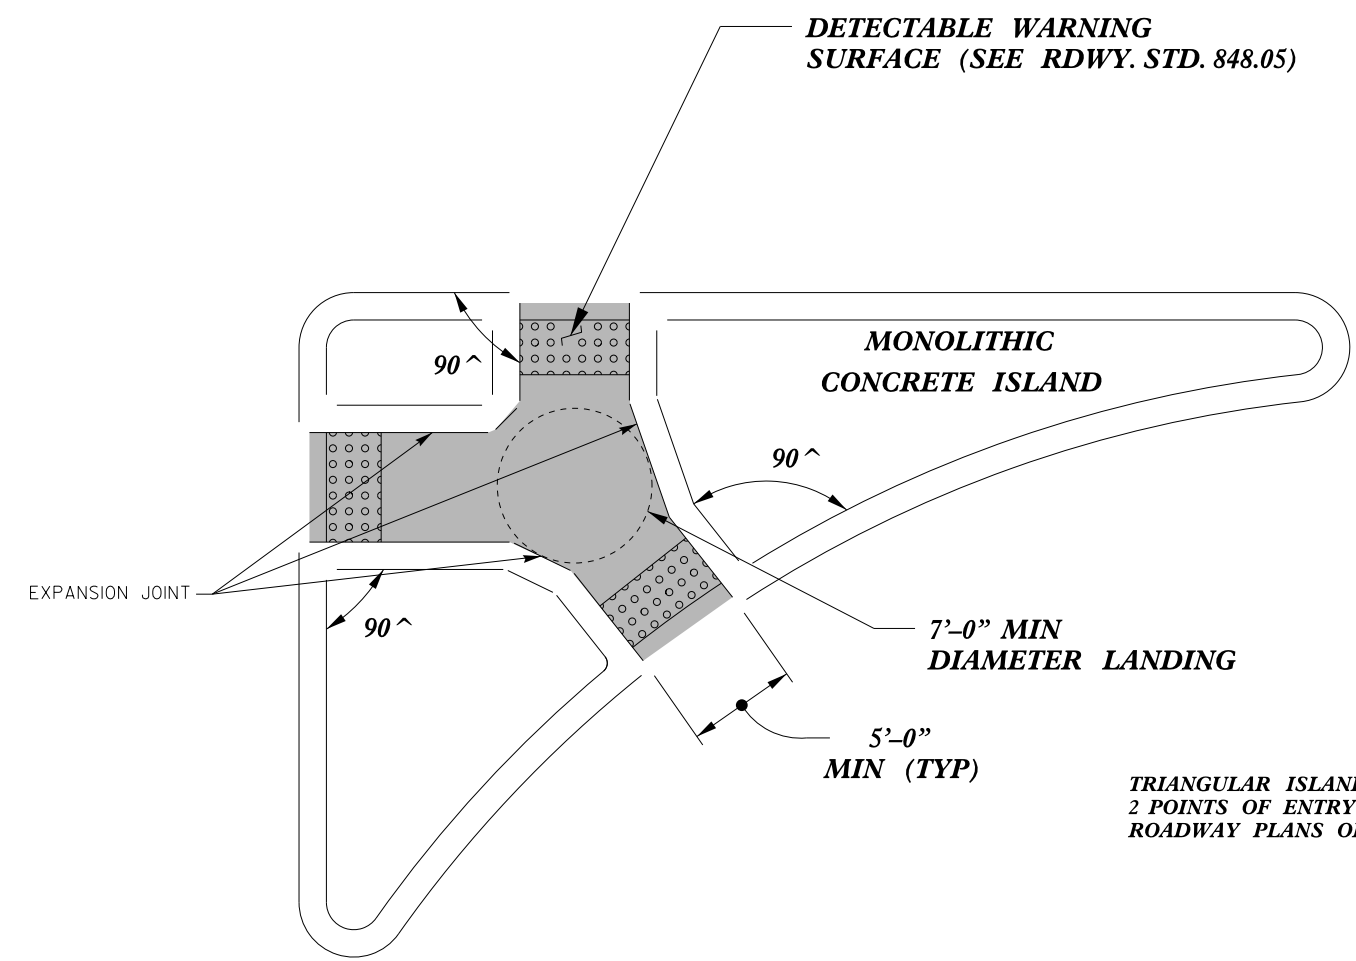 DETECTABLE WARNING
SURFACE (SEE RDWY. STD. 848.05)
MONOLITHIC
CONCRETE ISLAND
90^
90^
EXPANSION JOINT
90^
7'-0" MIN
DIAMETER LANDING
5'-0"
MIN (TYP)
TRIANGULAR
2 POINTS OF ENTRY
ROADWAY PLANS